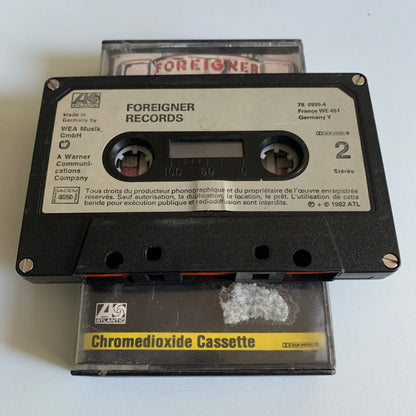 FOREIGNER
ATLANTIC
Made in
Germany by
WEA Musik
GmbH
A Warner
Communi-
cations
Company
FOREIGNER
RECORDS
France WE 451
Germany Y
2
Stéréo
100 50 0
SACEM
Tous droits du producteur phonographique et du propriétaire de l'œuvre enregistrée
réservés. Sauf autorisation, la duplication, la location, le prêt. L'utilisation de cette
bande pour exécution publique et radiodiffusion sont interdits. ℗ + © 1982 ATL
ATLANTIC
Chromedioxide Cassette